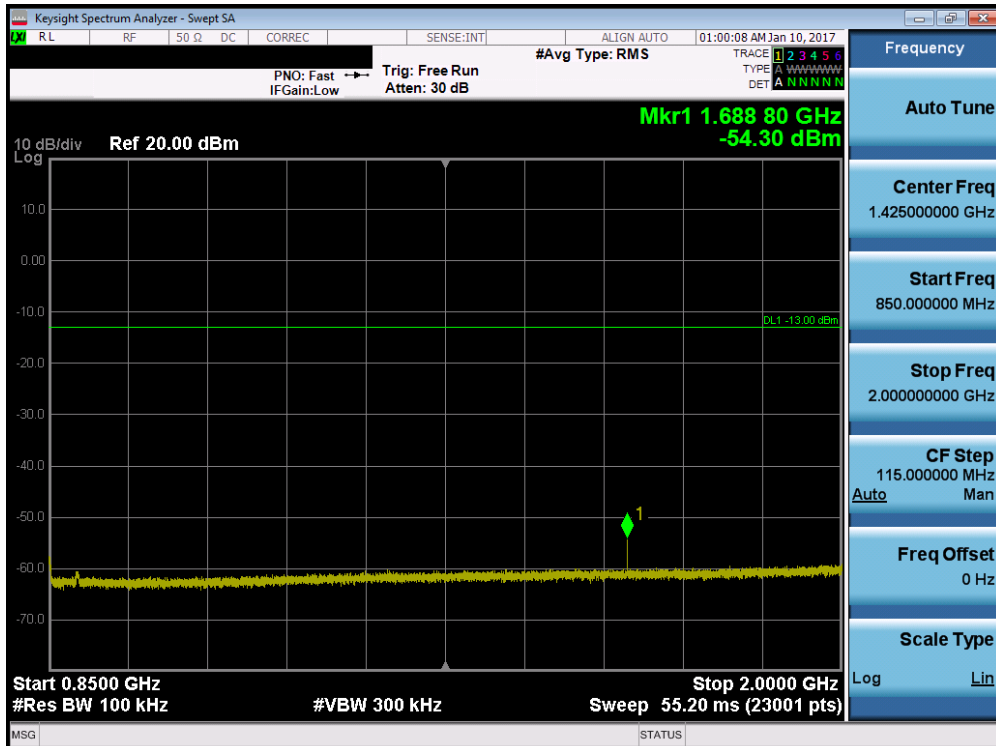 Keysight Spectrum Analyzer - Swept SA
LXI RL RF 50 Ω DC CORREC SENSE:INT ALIGN AUTO 01:00:08 AM Jan 10, 2017
#Avg Type: RMS
TRACE 1 2 3 4 5 6
TYPE A WWWWW
DET A N N N N N
PNO: Fast
IFGain:Low
Trig: Free Run
Atten: 30 dB
Mkr1 1.688 80 GHz
-54.30 dBm
10 dB/div
Log
Ref 20.00 dBm
10.0
0.00
-10.0
DL1 -13.00 dBm
-20.0
-30.0
-40.0
-50.0
1
-60.0
-70.0
Start 0.8500 GHz
Stop 2.0000 GHz
#Res BW 100 kHz
#VBW 300 kHz
Sweep 55.20 ms (23001 pts)
MSG
STATUS
Frequency
Auto Tune
Center Freq
1.425000000 GHz
Start Freq
850.000000 MHz
Stop Freq
2.000000000 GHz
CF Step
115.000000 MHz
Auto Man
Freq Offset
0 Hz
Scale Type
Log Lin